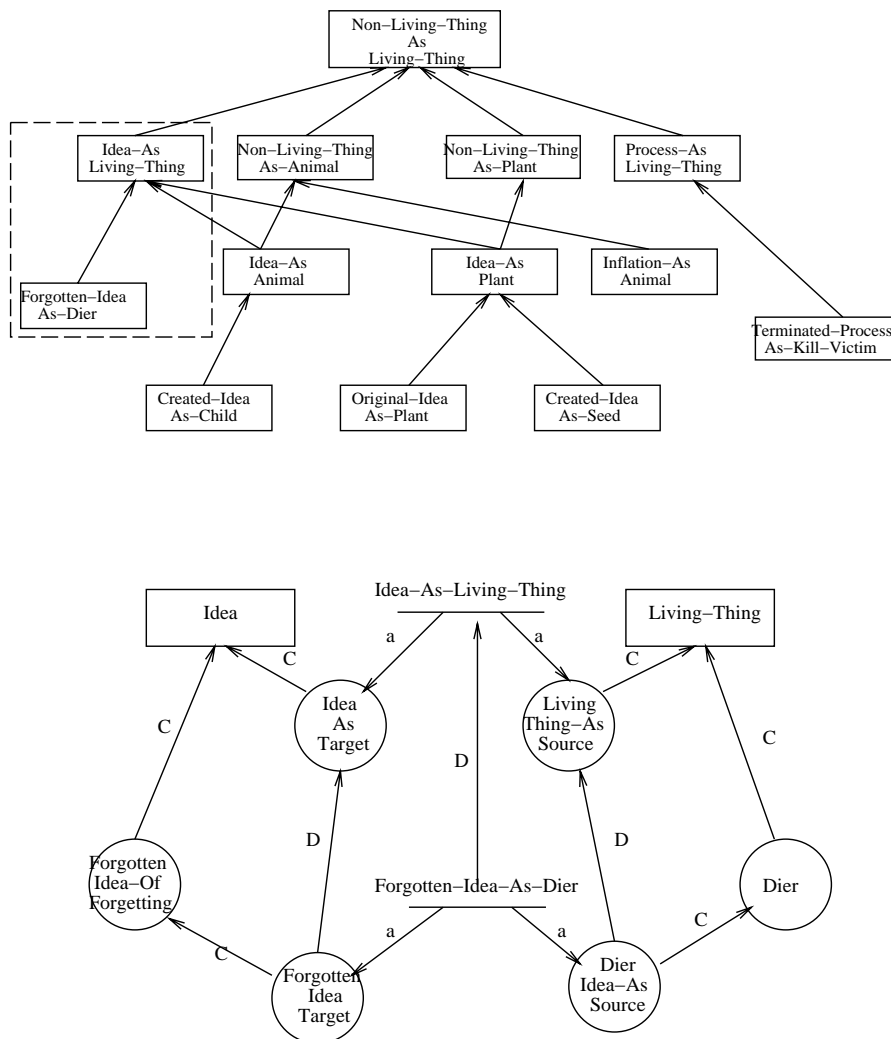 Non−Living−Thing
As
Living−Thing
Idea−As
Living−Thing
Non−Living−Thing
As−Animal
Non−Living−Thing
As−Plant
Process−As
Living−Thing
Forgotten−Idea
As−Dier
Idea−As
Animal
Idea−As
Plant
Inflation−As
Animal
Terminated−Process
As−Kill−Victim
Created−Idea
As−Child
Original−Idea
As−Plant
Created−Idea
As−Seed
Idea−As−Living−Thing
Idea
Living−Thing
a
a
C
C
Idea
As
Target
Living
Thing−As
Source
C
C
D
D
D
Forgotten
Idea−Of
Forgetting
Forgotten−Idea−As−Dier
Dier
a
a
C
C
Forgotten
Idea
Target
Dier
Idea−As
Source